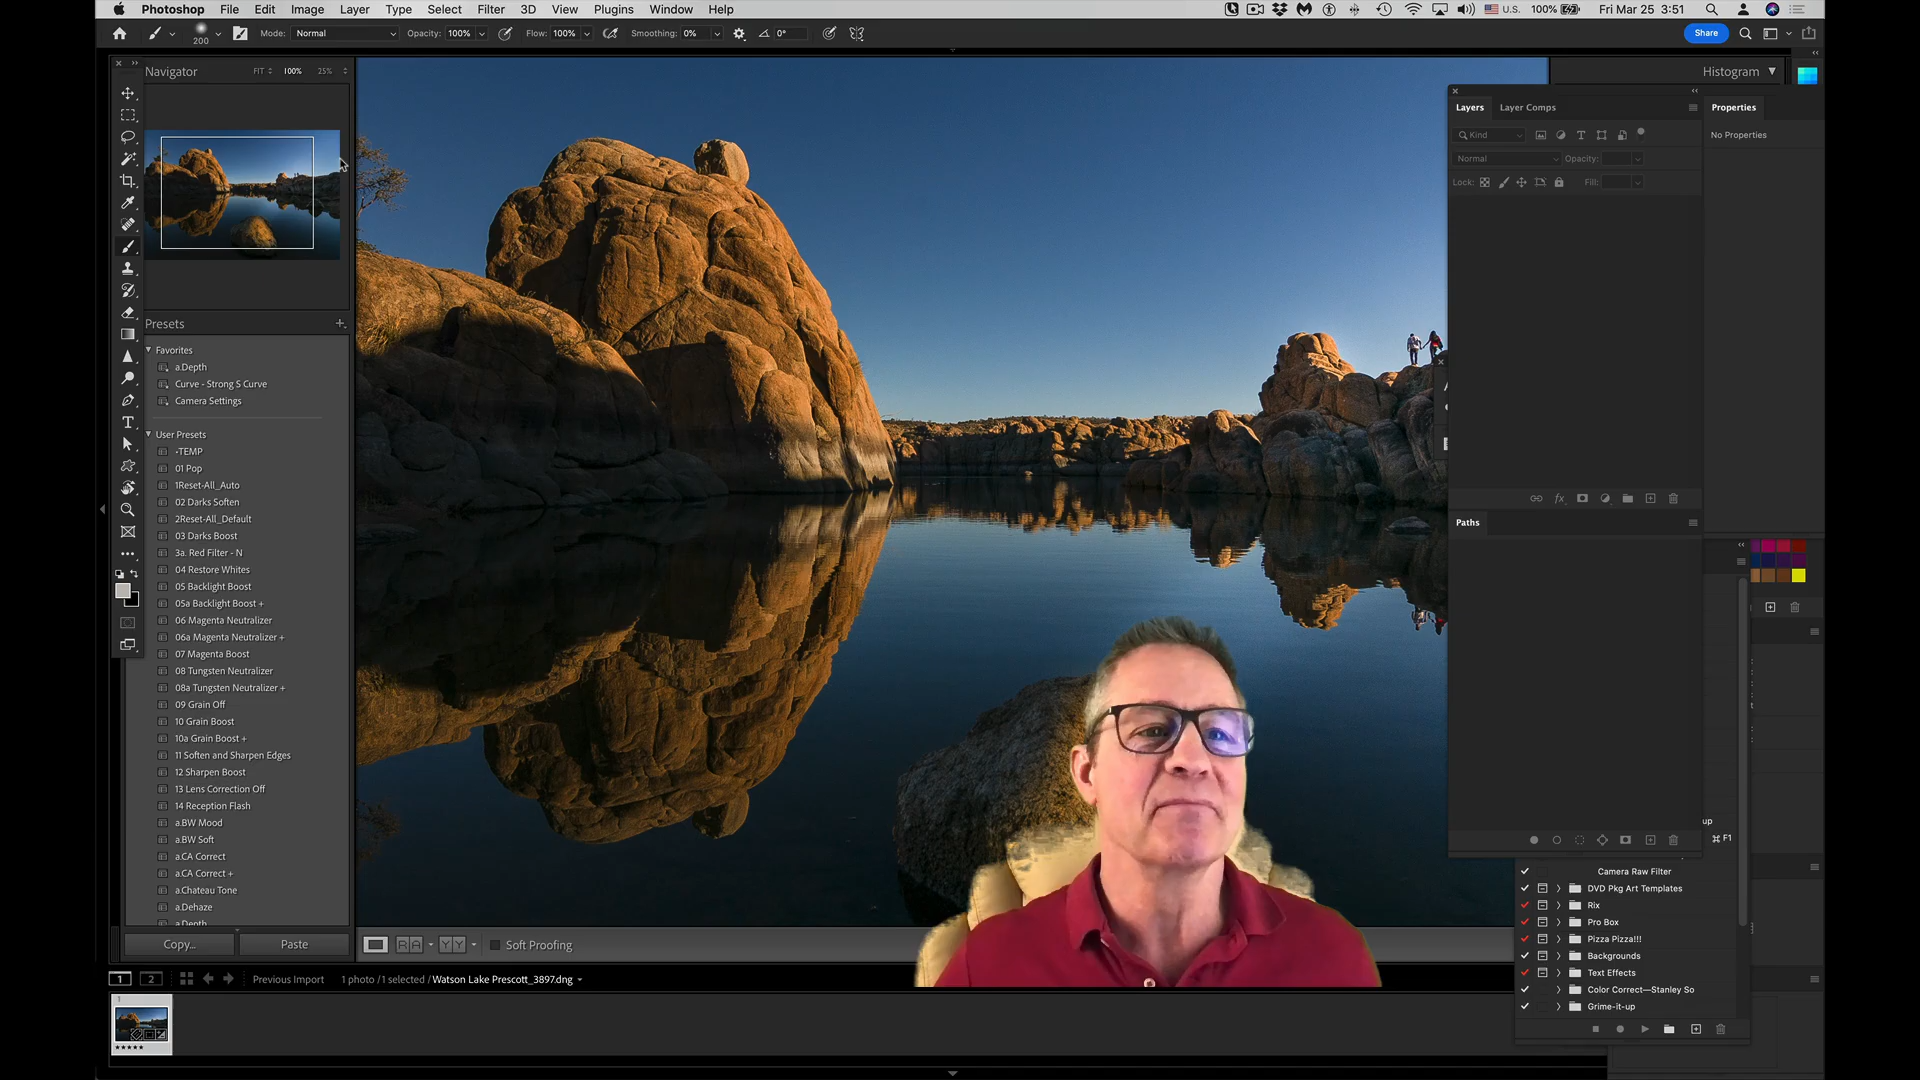 Photoshop File Edit Image Layer Type Select Filter 3D View Plugins Window Help U.S. 100% Fri Mar 25 3:51
200 Mode: Normal Opacity: 100% Flow: 100% Smoothing: 0% 0° Share
Navigator FIT 100% 25%
Histogram
Layers Layer Comps
Properties
Kind
No Properties
Normal Opacity:
Lock: Fill:
Paths
Presets
Favorites
a.Depth
Curve - Strong S Curve
Camera Settings
User Presets
-TEMP
01 Pop
1Reset-All_Auto
02 Darks Soften
2Reset-All_Default
03 Darks Boost
3a. Red Filter - N
04 Restore Whites
05 Backlight Boost
05a Backlight Boost +
06 Magenta Neutralizer
06a Magenta Neutralizer +
07 Magenta Boost
08 Tungsten Neutralizer
08a Tungsten Neutralizer +
09 Grain Off
10 Grain Boost
10a Grain Boost +
11 Soften and Sharpen Edges
12 Sharpen Boost
13 Lens Correction Off
14 Reception Flash
a.BW Mood
a.BW Soft
a.CA Correct
a.CA Correct +
a.Chateau Tone
a.Dehaze
a.Depth
Copy... Paste
R A Y Y Soft Proofing
up
⌘ F1
Camera Raw Filter
DVD Pkg Art Templates
Rix
Pro Box
Pizza Pizza!!!
Backgrounds
Text Effects
Color Correct—Stanley So
Grime-it-up
1 2 Previous Import 1 photo / 1 selected / Watson Lake Prescott_3897.dng
1